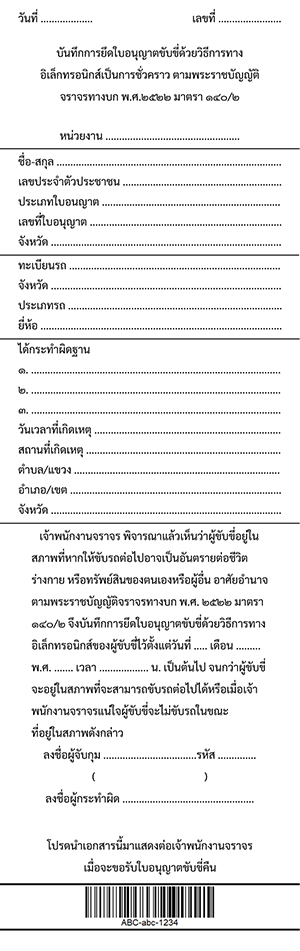 วันที่ ................... เลขที่ .......................
บันทึกการยึดใบอนุญาตขับขี่ด้วยวิธีการทาง
อิเล็กทรอนิกส์เป็นการชั่วคราว ตามพระราชบัญญัติ
จราจรทางบก พ.ศ.๒๕๒๒ มาตรา ๑๔๐/๒
หน่วยงาน ..................................................
ชื่อ-สกุล ....................................................................................
เลขประจำตัวประชาชน ...........................................................
ประเภทใบอนญาต ...................................................................
เลขที่ใบอนุญาต ........................................................................
จังหวัด ......................................................................................
ทะเบียนรถ ...............................................................................
จังหวัด ......................................................................................
ประเภทรถ ................................................................................
ยี่ห้อ ..........................................................................................
ได้กระทำผิดฐาน
๑. .............................................................................................
๒. .............................................................................................
๓. .............................................................................................
วันเวลาที่เกิดเหตุ ......................................................................
สถานที่เกิดเหตุ .........................................................................
ตำบล/แขวง .............................................................................
อำเภอ/เขต ...............................................................................
จังหวัด ......................................................................................
เจ้าพนักงานจราจร พิจารณาแล้วเห็นว่าผู้ขับขี่อยู่ใน
สภาพที่หากให้ขับรถต่อไปอาจเป็นอันตรายต่อชีวิต
ร่างกาย หรือทรัพย์สินของตนเองหรือผู้อื่น อาศัยอำนาจ
ตามพระราชบัญญัติจราจรทางบก พ.ศ. ๒๕๒๒ มาตรา
๑๔๐/๒ จึงบันทึกการยึดใบอนุญาตขับขี่ด้วยวิธีการทาง
อิเล็กทรอนิกส์ของผู้ขับขี่ไว้ตั้งแต่วันที่ ..... เดือน .........
พ.ศ. ....... เวลา .................. น. เป็นต้นไป จนกว่าผู้ขับขี่
จะอยู่ในสภาพที่จะสามารถขับรถต่อไปได้หรือเมื่อเจ้า
พนักงานจราจรแน่ใจผู้ขับขี่จะไม่ขับรถในขณะ
ที่อยู่ในสภาพดังกล่าว
ลงชื่อผู้จับกุม ..................................รหัส ..............
( )
ลงชื่อผู้กระทำผิด .................................................
โปรดนำเอกสารนี้มาแสดงต่อเจ้าพนักงานจราจร
เมื่อจะขอรับใบอนุญาตขับขี่คืน
ABC-abc-1234